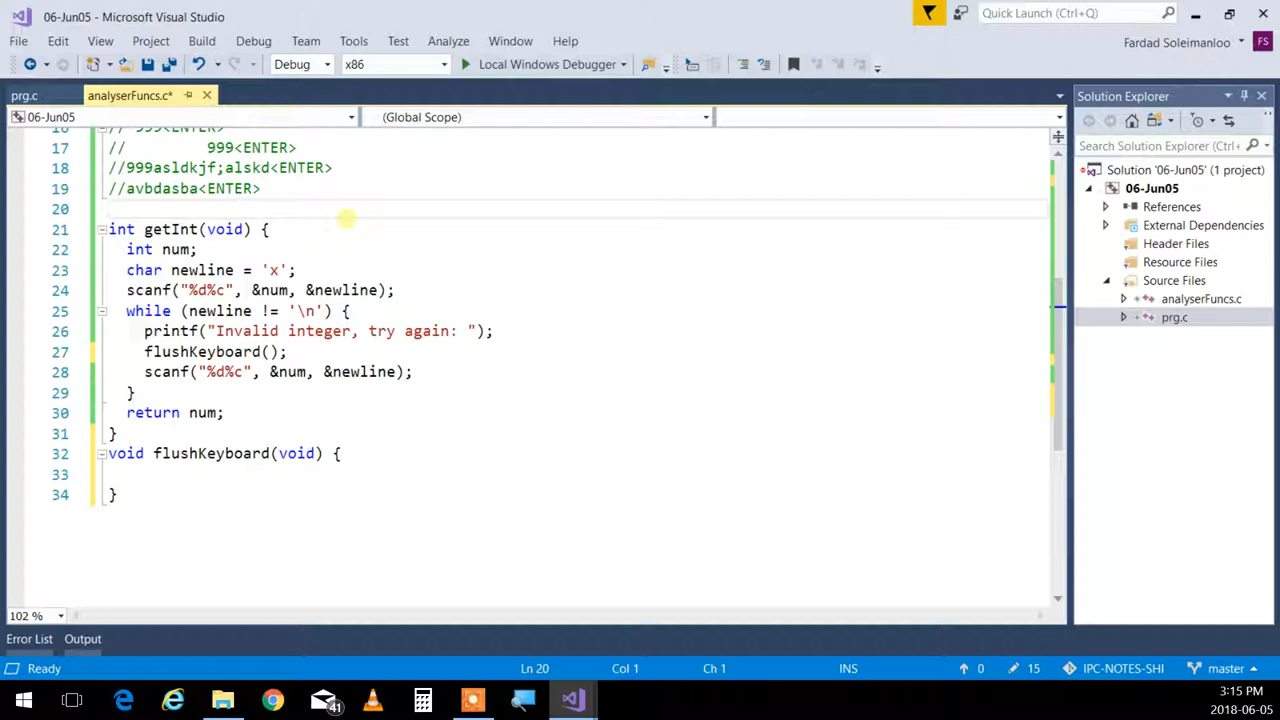 06-Jun05 - Microsoft Visual Studio
Quick Launch (Ctrl+Q)
File Edit View Project Build Debug Team Tools Test Analyze Window Help
Fardad Soleimanloo
FS
Debug x86 Local Windows Debugger
prg.c analyserFuncs.c*
06-Jun05 (Global Scope)
16 // 999<ENTER>
17 // 999<ENTER>
18 //999asldkjf;alskd<ENTER>
19 //avbdasba<ENTER>
20
21 int getInt(void) {
22 int num;
23 char newline = 'x';
24 scanf("%d%c", &num, &newline);
25 while (newline != '\n') {
26 printf("Invalid integer, try again: ");
27 flushKeyboard();
28 scanf("%d%c", &num, &newline);
29 }
30 return num;
31 }
32 void flushKeyboard(void) {
33
34 }
102 %
Solution Explorer
Search Solution Explorer (Ctrl+
Solution '06-Jun05' (1 project)
06-Jun05
References
External Dependencies
Header Files
Resource Files
Source Files
analyserFuncs.c
prg.c
Error List Output
Ready Ln 20 Col 1 Ch 1 INS 0 15 IPC-NOTES-SHI master
41
3:15 PM
2018-06-05